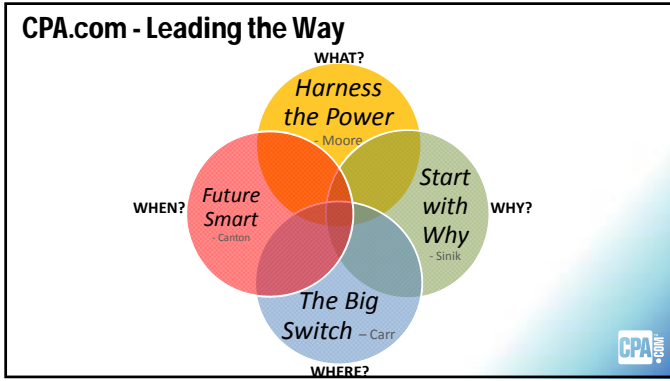 CPA.com - Leading the Way
WHAT?
Harness
the Power
- Moore
WHEN?
Future
Smart
- Canton
Start
with
Why
- Sinik
WHY?
The Big
Switch – Carr
WHERE?
CPA.COM